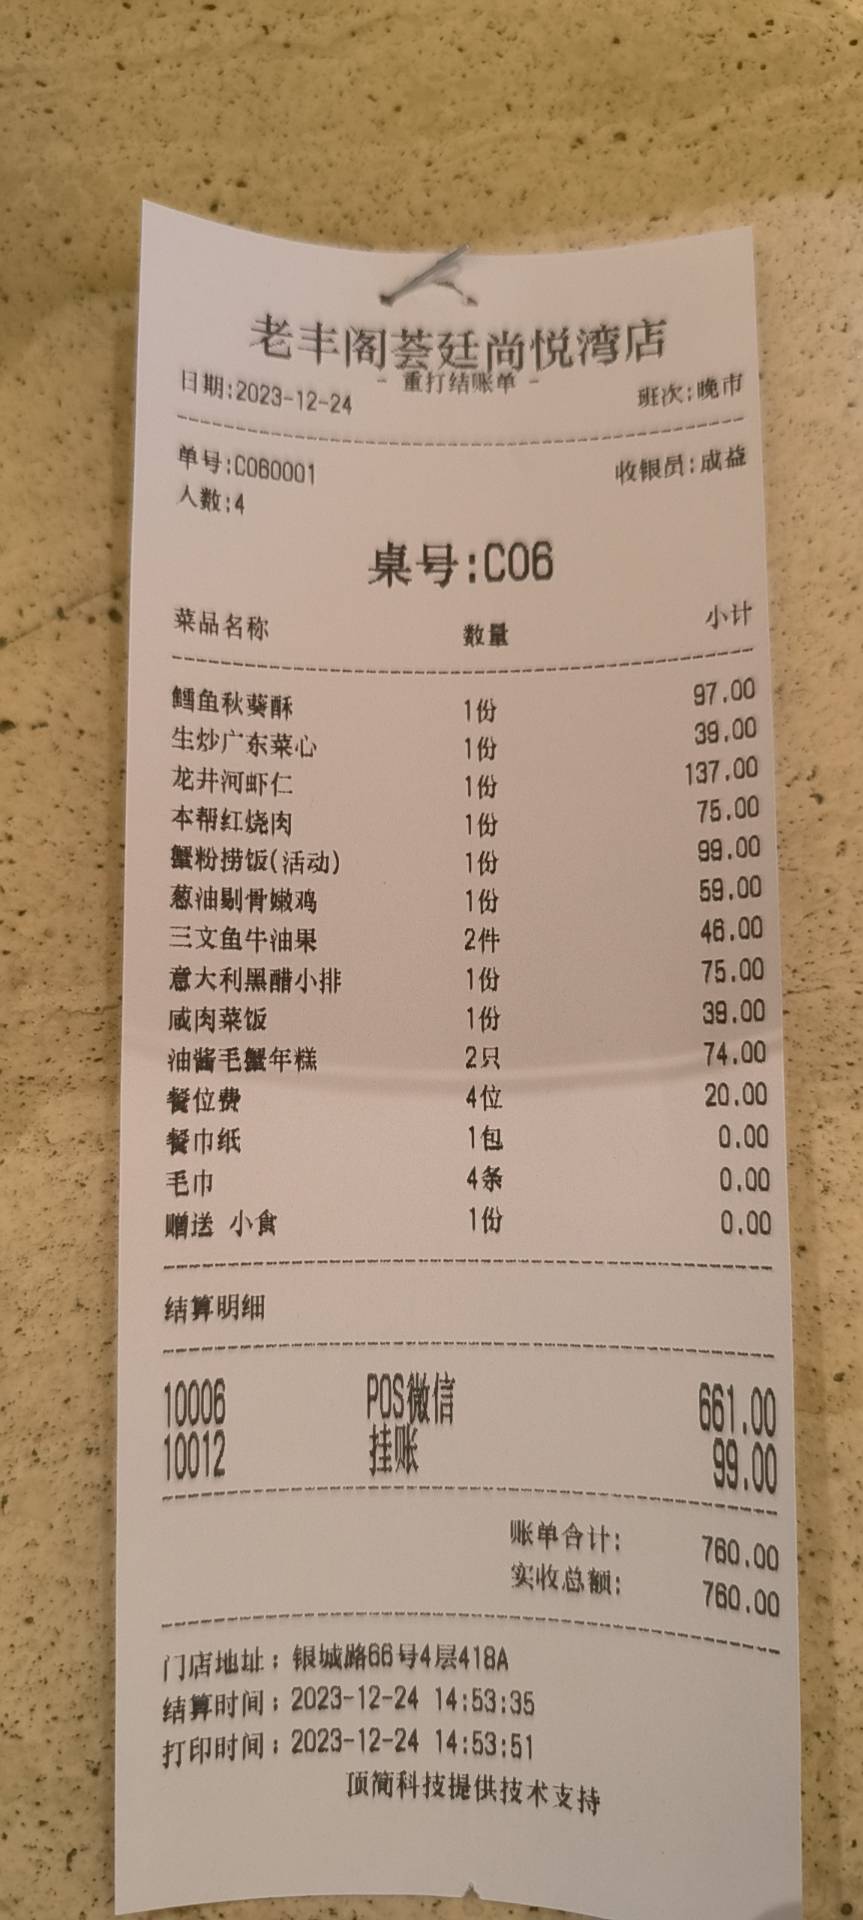 老丰阁荟廷尚悦湾店
- 重打结账单 -
日期:2023-12-24 班次:晚市
单号:C060001 收银员:成益
人数:4
桌号:C06
菜品名称 数量 小计
鳕鱼秋葵酥 1份 97.00
生炒广东菜心 1份 39.00
龙井河虾仁 1份 137.00
本帮红烧肉 1份 75.00
蟹粉捞饭(活动) 1份 99.00
葱油剔骨嫩鸡 1份 59.00
三文鱼牛油果 2件 46.00
意大利黑醋小排 1份 75.00
咸肉菜饭 1份 39.00
油酱毛蟹年糕 2只 74.00
餐位费 4位 20.00
餐巾纸 1包 0.00
毛巾 4条 0.00
赠送 小食 1份 0.00
结算明细
10006 POS微信 661.00
10012 挂账 99.00
账单合计: 760.00
实收总额: 760.00
门店地址：银城路66号4层418A
结算时间：2023-12-24 14:53:35
打印时间：2023-12-24 14:53:51
顶简科技提供技术支持